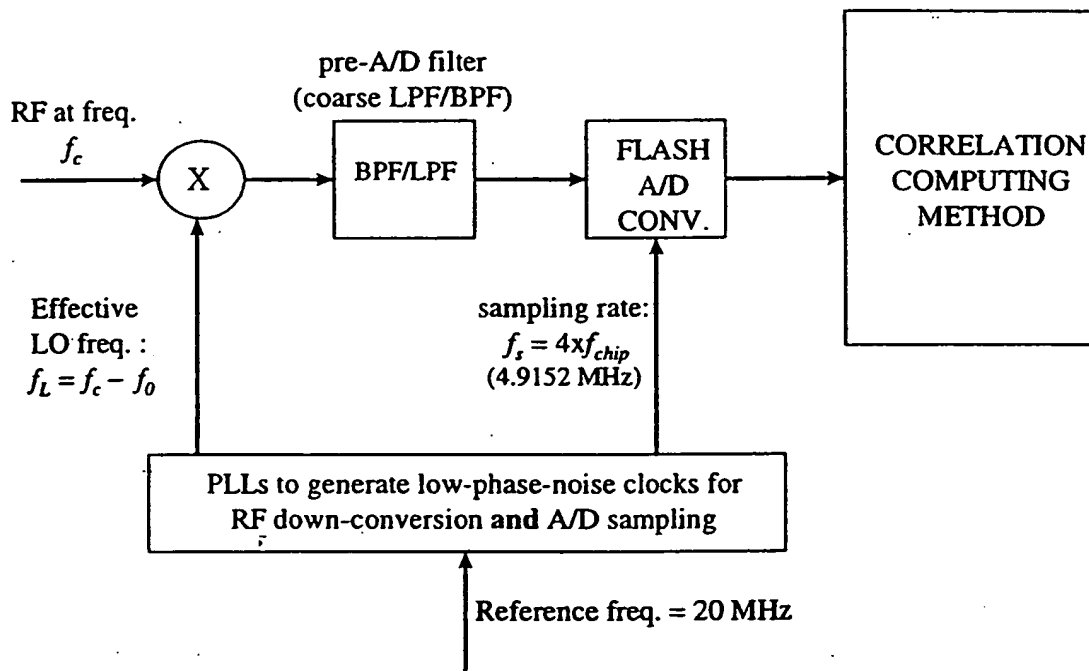 pre-A/D filter
(coarse LPF/BPF)
RF at freq.
f_c
X
BPF/LPF
FLASH
A/D
CONV.
CORRELATION
COMPUTING
METHOD
Effective
LO freq. :
f_L = f_c – f_0
sampling rate:
f_s = 4xf_chip
(4.9152 MHz)
PLLs to generate low-phase-noise clocks for
RF down-conversion and A/D sampling
Reference freq. = 20 MHz